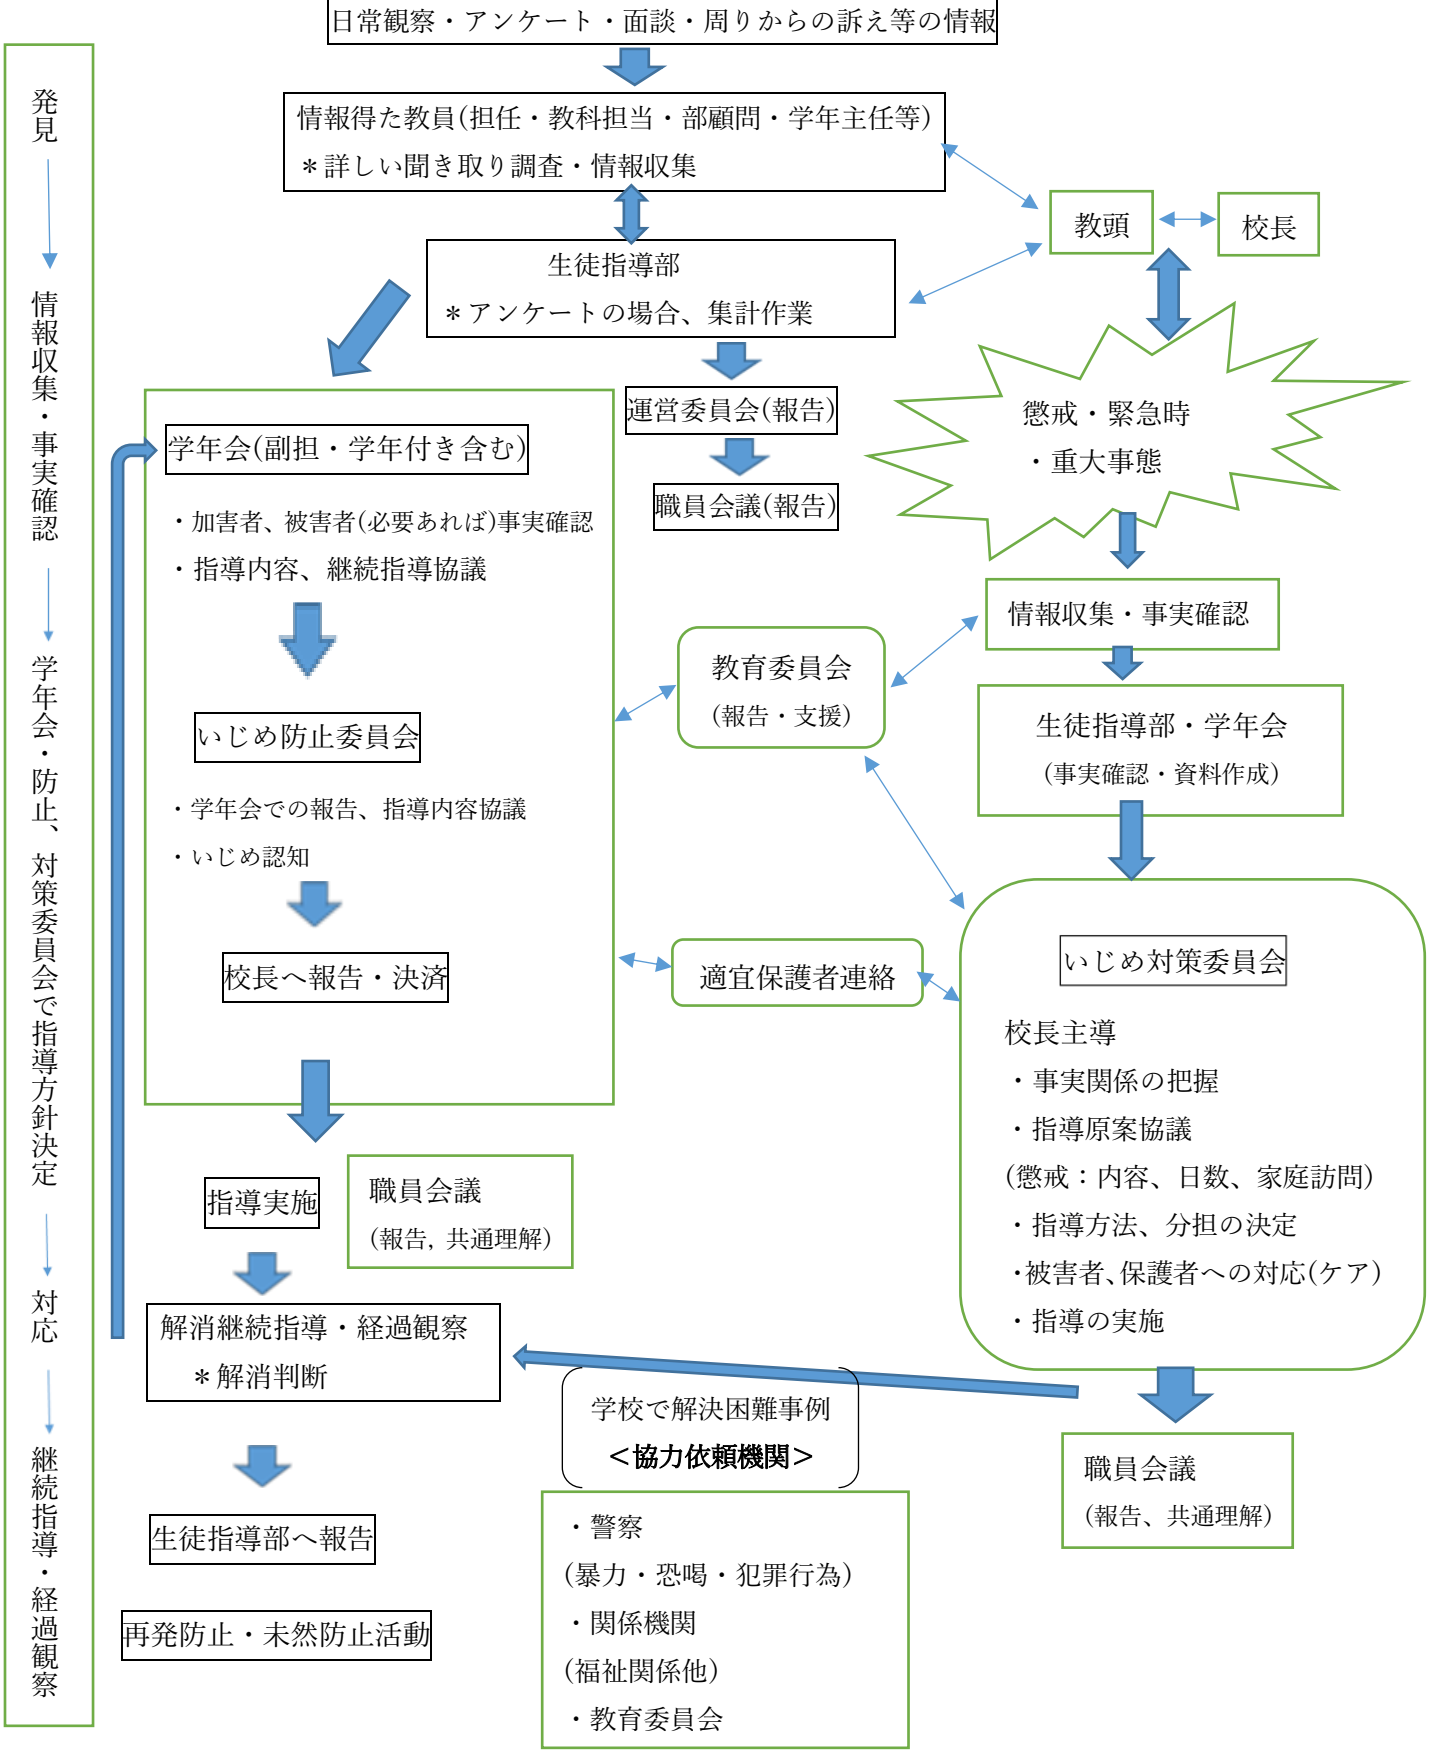 日常観察・アンケート・面談・周りからの訴え等の情報
情報得た教員(担任・教科担当・部顧問・学年主任等)
＊詳しい聞き取り調査・情報収集
教頭
校長
生徒指導部
＊アンケートの場合、集計作業
運営委員会(報告)
職員会議(報告)
懲戒・緊急時
・重大事態
発見
情報収集・事実確認
学年会・防止、対策委員会で指導方針決定
対応
継続指導・経過観察
学年会(副担・学年付き含む)
・加害者、被害者(必要あれば)事実確認
・指導内容、継続指導協議
いじめ防止委員会
・学年会での報告、指導内容協議
・いじめ認知
校長へ報告・決済
教育委員会
(報告・支援)
適宜保護者連絡
情報収集・事実確認
生徒指導部・学年会
(事実確認・資料作成)
いじめ対策委員会
校長主導
・事実関係の把握
・指導原案協議
(懲戒：内容、日数、家庭訪問)
・指導方法、分担の決定
・被害者、保護者への対応(ケア)
・指導の実施
職員会議
(報告、共通理解)
指導実施
職員会議
(報告, 共通理解)
解消継続指導・経過観察
＊解消判断
生徒指導部へ報告
再発防止・未然防止活動
学校で解決困難事例
＜協力依頼機関＞
・警察
(暴力・恐喝・犯罪行為)
・関係機関
(福祉関係他)
・教育委員会